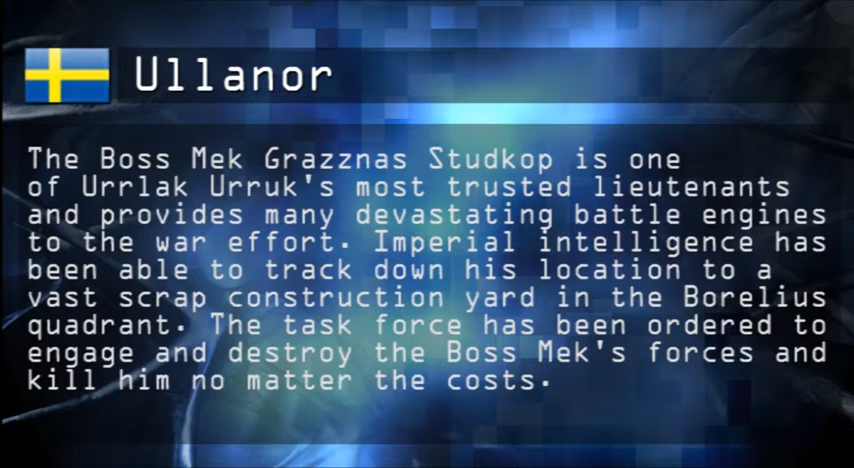 Ullanor
The Boss Mek Grazznas Studkop is one
of Urrlak Urruk's most trusted lieutenants
and provides many devastating battle engines
to the war effort. Imperial intelligence has
been able to track down his location to a
vast scrap construction yard in the Borelius
quadrant. The task force has been ordered to
engage and destroy the Boss Mek's forces and
kill him no matter the costs.